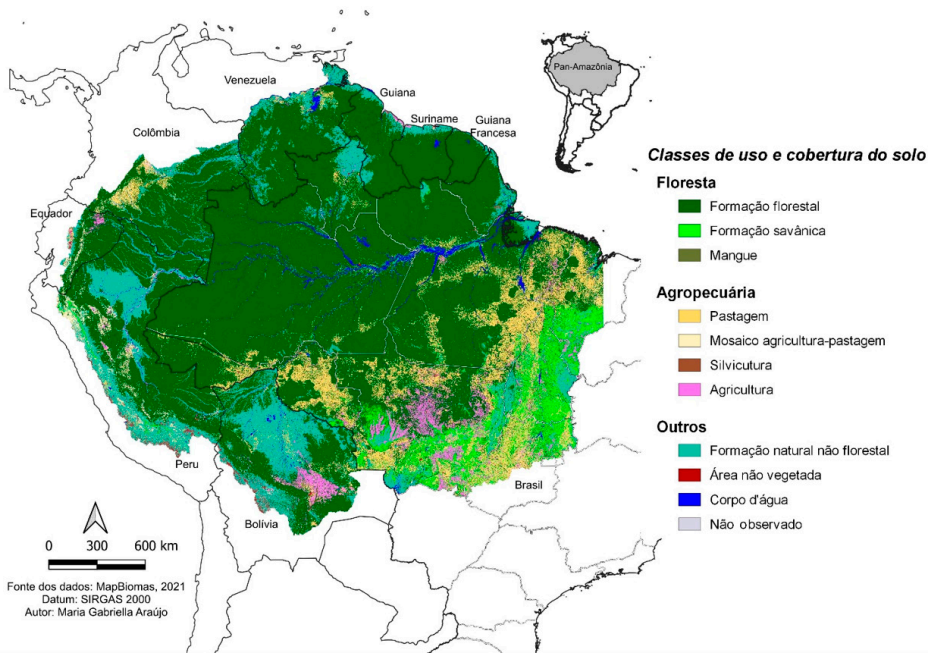 Venezuela
Guiana
Suriname
Guiana
Francesa
Colômbia
Equador
Peru
Bolívia
Brasil
Pan-Amazônia
0 300 600 km
Fonte dos dados: MapBiomas, 2021
Datum: SIRGAS 2000
Autor: Maria Gabriella Araújo
Classes de uso e cobertura do solo
Floresta
Formação florestal
Formação savânica
Mangue
Agropecuária
Pastagem
Mosaico agricultura-pastagem
Silvicutura
Agricultura
Outros
Formação natural não florestal
Área não vegetada
Corpo d'água
Não observado